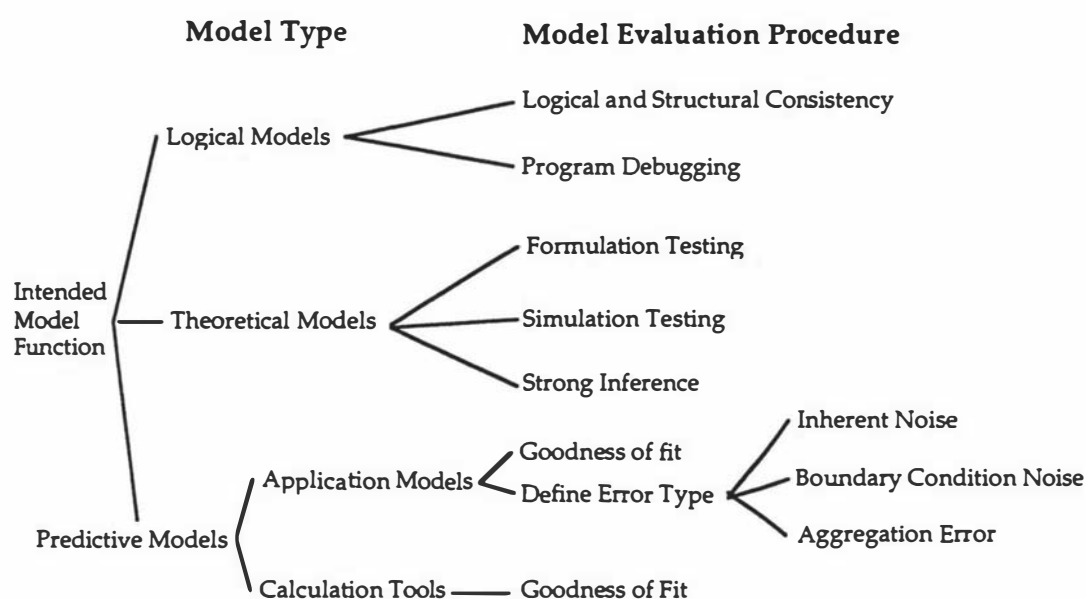 Model Type
Model Evaluation Procedure
Logical Models
Logical and Structural Consistency
Program Debugging
Intended
Model
Function
Theoretical Models
Formulation Testing
Simulation Testing
Strong Inference
Predictive Models
Application Models
Goodness of fit
Define Error Type
Inherent Noise
Boundary Condition Noise
Aggregation Error
Calculation Tools
Goodness of Fit